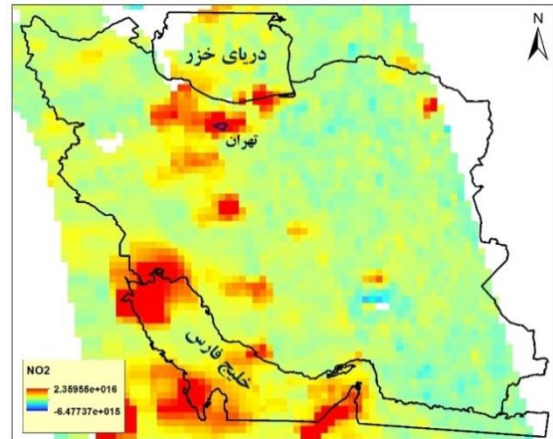 N
دریای خزر
تهران
خلیج فارس
NO2
2.35955e+016
-6.47737e+015